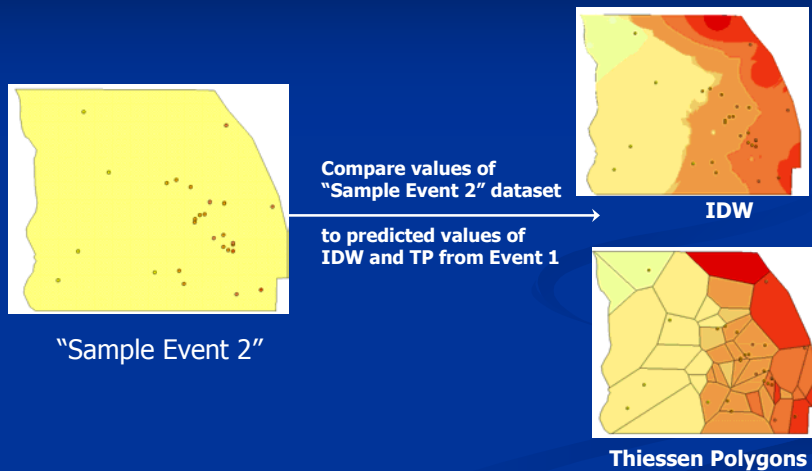 Compare values of
“Sample Event 2” dataset
to predicted values of
IDW and TP from Event 1
IDW
“Sample Event 2”
Thiessen Polygons